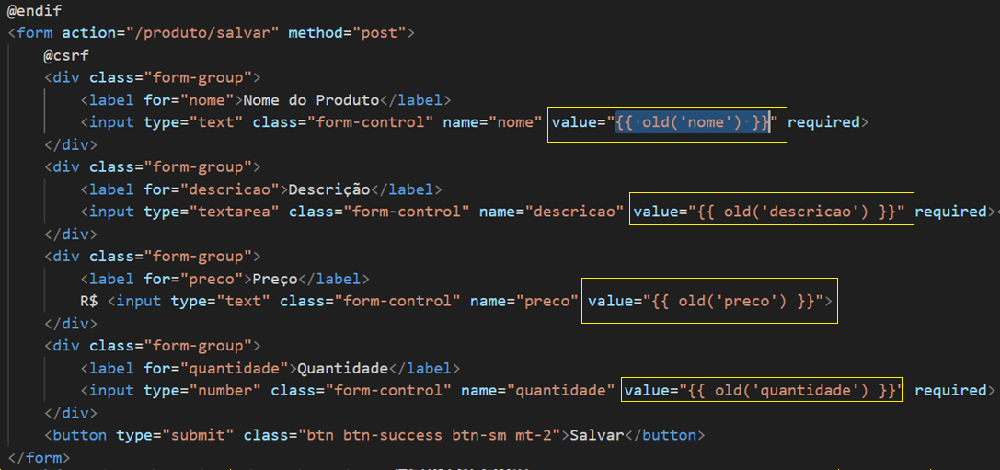 @endif
<form action="/produto/salvar" method="post">
@csrf
<div class="form-group">
<label for="nome">Nome do Produto</label>
<input type="text" class="form-control" name="nome" value="{{ old('nome') }}" required>
</div>
<div class="form-group">
<label for="descricao">Descrição</label>
<input type="textarea" class="form-control" name="descricao" value="{{ old('descricao') }}" required><
</div>
<div class="form-group">
<label for="preco">Preço</label>
R$ <input type="text" class="form-control" name="preco" value="{{ old('preco') }}">
</div>
<div class="form-group">
<label for="quantidade">Quantidade</label>
<input type="number" class="form-control" name="quantidade" value="{{ old('quantidade') }}" required>
</div>
<button type="submit" class="btn btn-success btn-sm mt-2">Salvar</button>
</form>